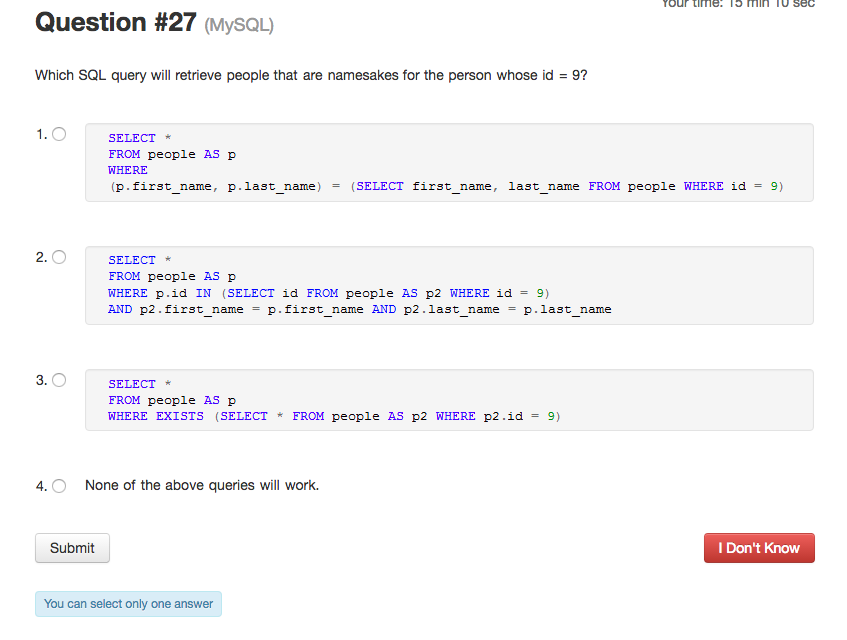 Your time: 15 min 10 sec
Question #27 (MySQL)
Which SQL query will retrieve people that are namesakes for the person whose id = 9?
1.
SELECT *
FROM people AS p
WHERE
(p.first_name, p.last_name) = (SELECT first_name, last_name FROM people WHERE id = 9)
2.
SELECT *
FROM people AS p
WHERE p.id IN (SELECT id FROM people AS p2 WHERE id = 9)
AND p2.first_name = p.first_name AND p2.last_name = p.last_name
3.
SELECT *
FROM people AS p
WHERE EXISTS (SELECT * FROM people AS p2 WHERE p2.id = 9)
4. None of the above queries will work.
Submit
I Don't Know
You can select only one answer